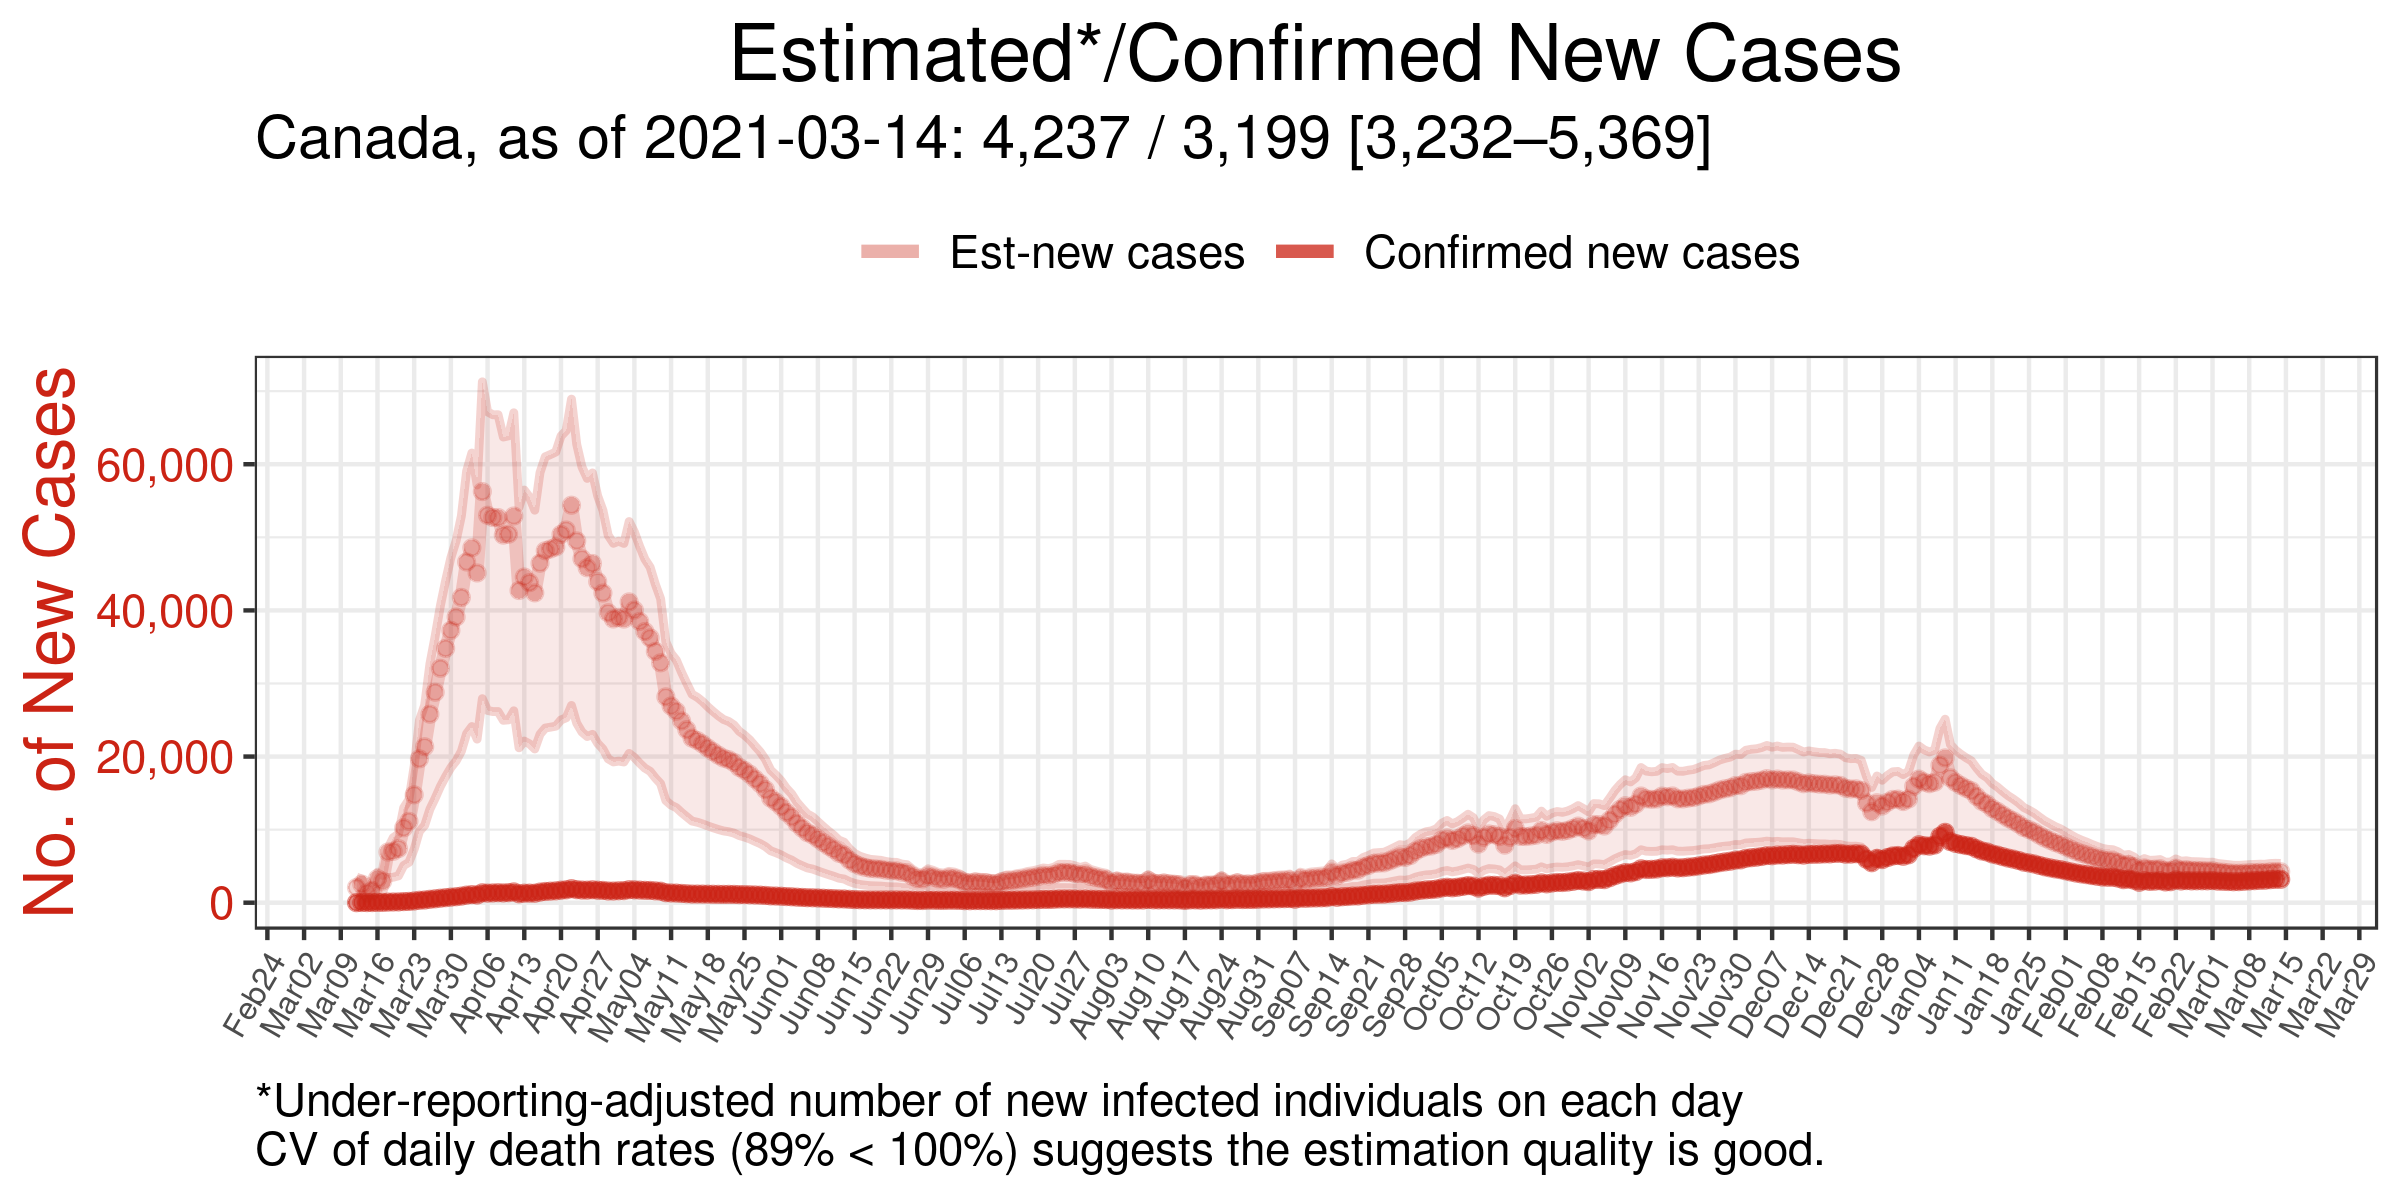 Estimated*/Confirmed New Cases
Canada, as of 2021-03-14: 4,237 / 3,199 [3,232–5,369]
Est-new cases Confirmed new cases
No. of New Cases
60,000
40,000
20,000
0
Feb24 Mar02 Mar09 Mar16 Mar23 Mar30 Apr06 Apr13 Apr20 Apr27 May04 May11 May18 May25 Jun01 Jun08 Jun15 Jun22 Jun29 Jul06 Jul13 Jul20 Jul27 Aug03 Aug10 Aug17 Aug24 Aug31 Sep07 Sep14 Sep21 Sep28 Oct05 Oct12 Oct19 Oct26 Nov02 Nov09 Nov16 Nov23 Nov30 Dec07 Dec14 Dec21 Dec28 Jan04 Jan11 Jan18 Jan25 Feb01 Feb08 Feb15 Feb22 Mar01 Mar08 Mar15 Mar22 Mar29
*Under-reporting-adjusted number of new infected individuals on each day
CV of daily death rates (89% < 100%) suggests the estimation quality is good.